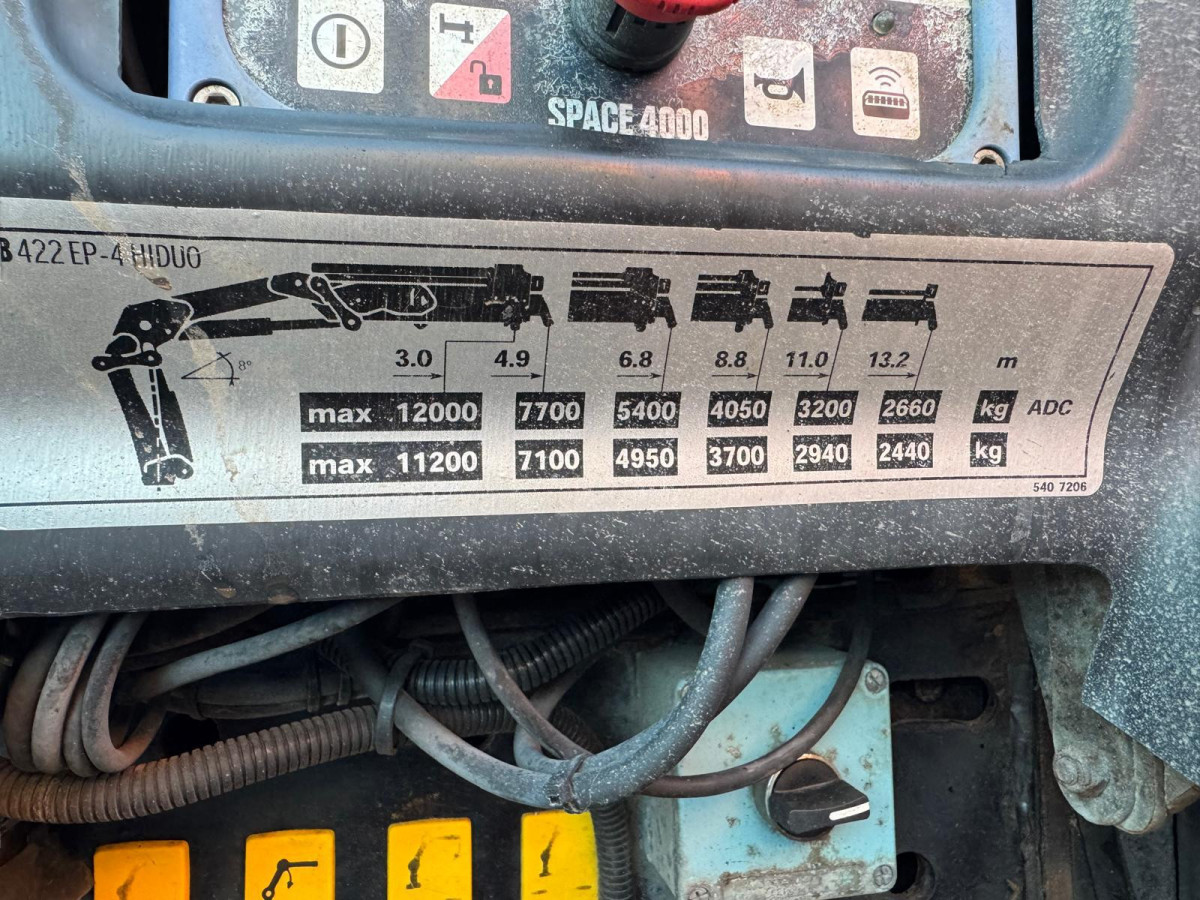 SPACE 4000
B 422 EP-4 HIDUO
8°
3.0 4.9 6.8 8.8 11.0 13.2 m
max 12000 7700 5400 4050 3200 2660 kg ADC
max 11200 7100 4950 3700 2940 2440 kg
540 7206